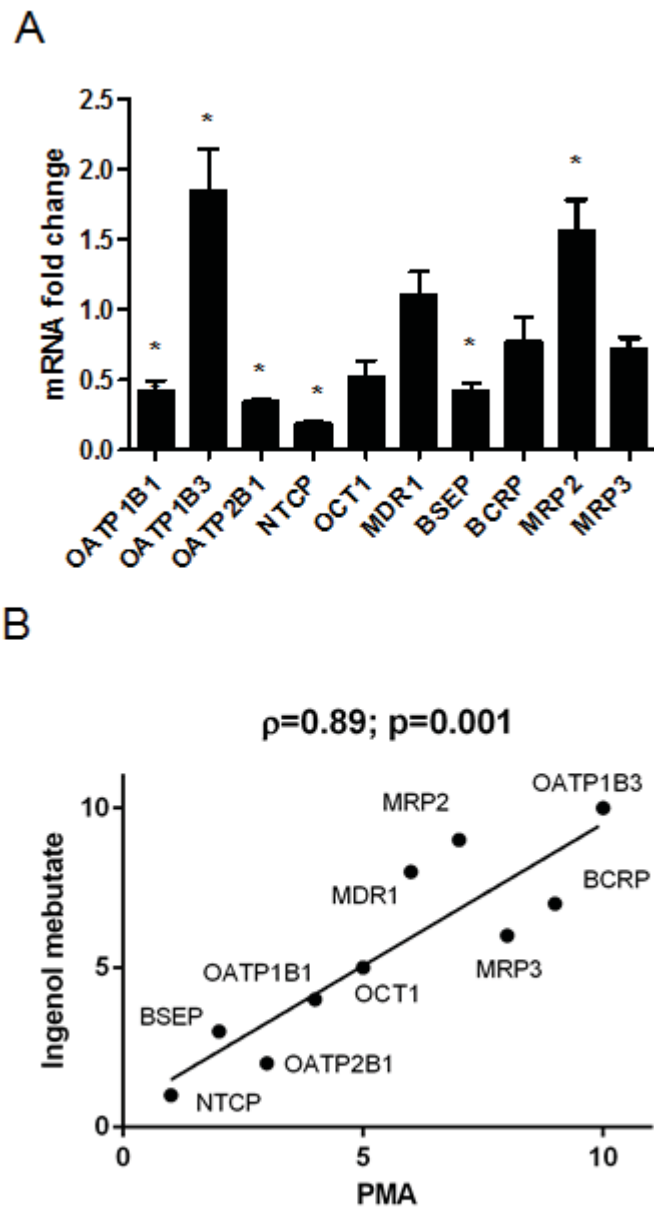 A
mRNA fold change
2.5
2.0
1.5
1.0
0.5
0.0
* * * * * *
OATP1B1 OATP1B3 OATP2B1 NTCP OCT1 MDR1 BSEP BCRP MRP2 MRP3
B
ρ=0.89; p=0.001
Ingenol mebutate
10
5
0
OATP1B3
MRP2
BCRP
MDR1
MRP3
OATP1B1
OCT1
BSEP
OATP2B1
NTCP
0 5 10
PMA